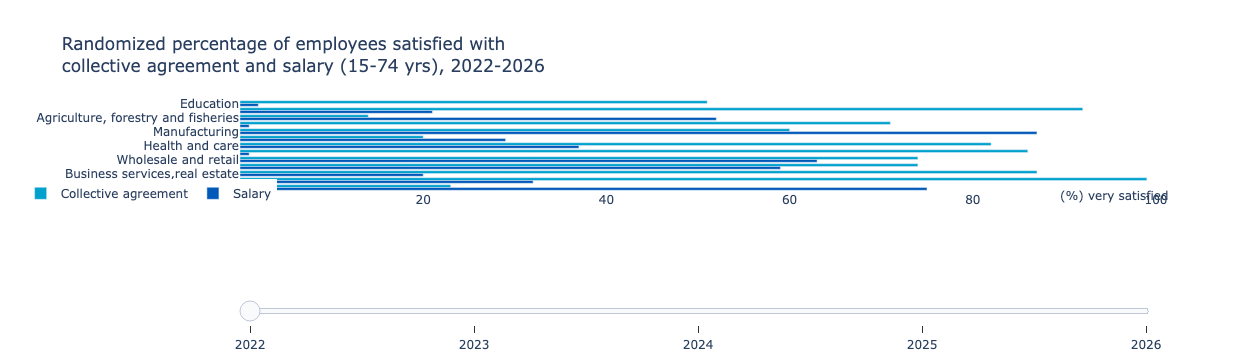 Randomized percentage of employees satisfied with
collective agreement and salary (15-74 yrs), 2022-2026
Education
Agriculture, forestry and fisheries
Manufacturing
Health and care
Wholesale and retail
Business services,real estate
Collective agreement
Salary
20
40
60
80
100
(%) very satisfied
2022
2023
2024
2025
2026